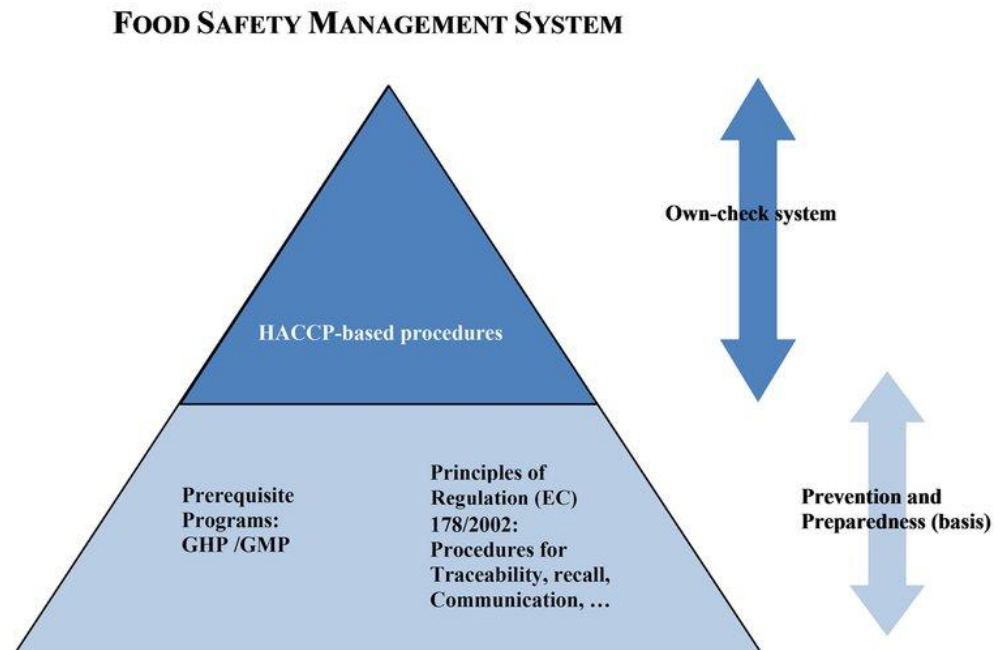 FOOD SAFETY MANAGEMENT SYSTEM
Own-check system
HACCP-based procedures
Prerequisite
Programs:
GHP /GMP
Principles of
Regulation (EC)
178/2002:
Procedures for
Traceability, recall,
Communication, …
Prevention and
Preparedness (basis)